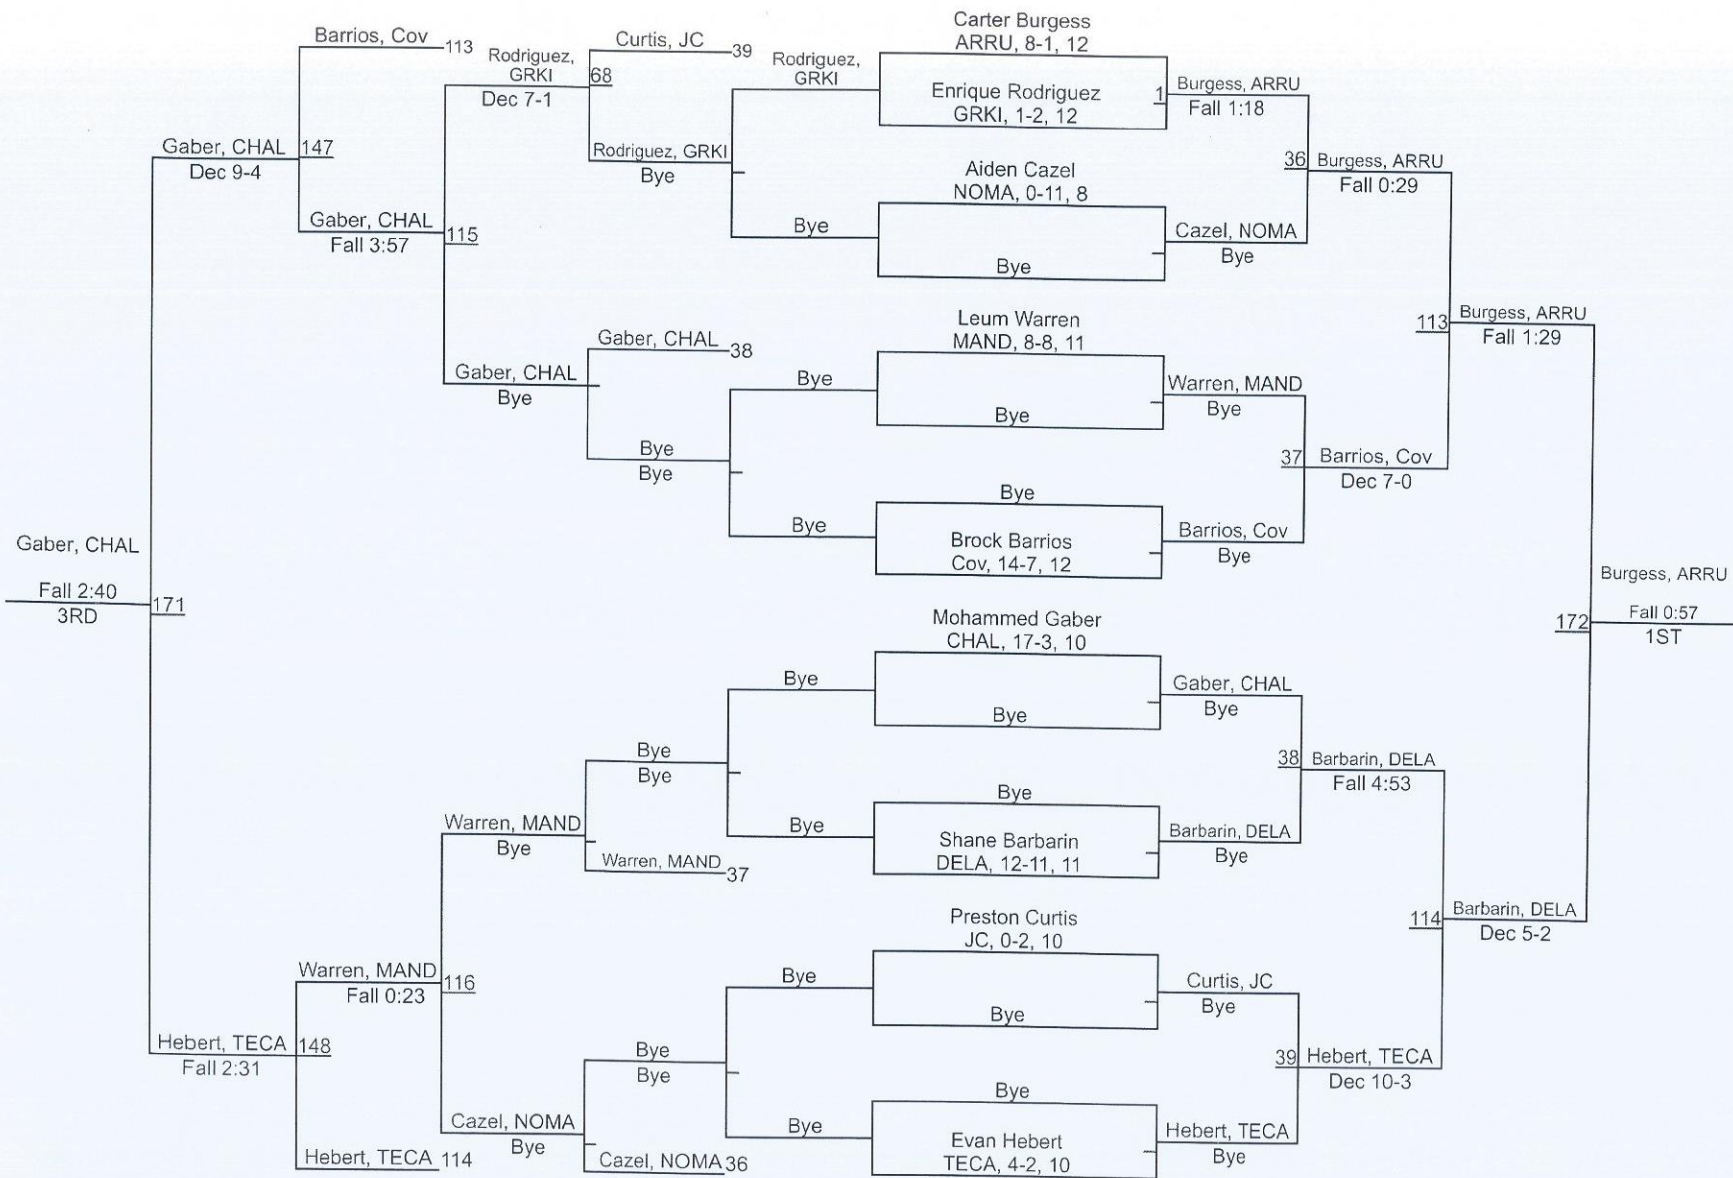 Barrios, Cov 113
Gaber, CHAL 147
Dec 9-4
Gaber, CHAL
Fall 3:57
115
Rodriguez,
GRKI
Dec 7-1
68
Curtis, JC 39
Rodriguez, GRKI
Bye
Rodriguez,
GRKI
Bye
Carter Burgess
ARRU, 8-1, 12
Enrique Rodriguez
GRKI, 1-2, 12
1
Burgess, ARRU
Fall 1:18
Aiden Cazel
NOMA, 0-11, 8
Bye
Cazel, NOMA
Bye
36
Burgess, ARRU
Fall 0:29
Gaber, CHAL
Bye
Gaber, CHAL 38
Bye
Bye
Bye
Bye
Leum Warren
MAND, 8-8, 11
Bye
Warren, MAND
Bye
Bye
Brock Barrios
Cov, 14-7, 12
Barrios, Cov
Bye
37
Barrios, Cov
Dec 7-0
113
Burgess, ARRU
Fall 1:29
Gaber, CHAL
Fall 2:40
3RD
171
Burgess, ARRU
172
Fall 0:57
1ST
Mohammed Gaber
CHAL, 17-3, 10
Bye
Bye
Gaber, CHAL
Bye
Bye
Bye
Bye
Bye
Shane Barbarin
DELA, 12-11, 11
Barbarin, DELA
Bye
38
Barbarin, DELA
Fall 4:53
Warren, MAND
Bye
Warren, MAND 37
114
Barbarin, DELA
Dec 5-2
Preston Curtis
JC, 0-2, 10
Bye
Bye
Curtis, JC
Bye
Warren, MAND
Fall 0:23
116
Hebert, TECA 148
Fall 2:31
Bye
Bye
39
Hebert, TECA
Dec 10-3
Bye
Bye
Evan Hebert
TECA, 4-2, 10
Hebert, TECA
Bye
Cazel, NOMA
Bye
Cazel, NOMA 36
Hebert, TECA 114